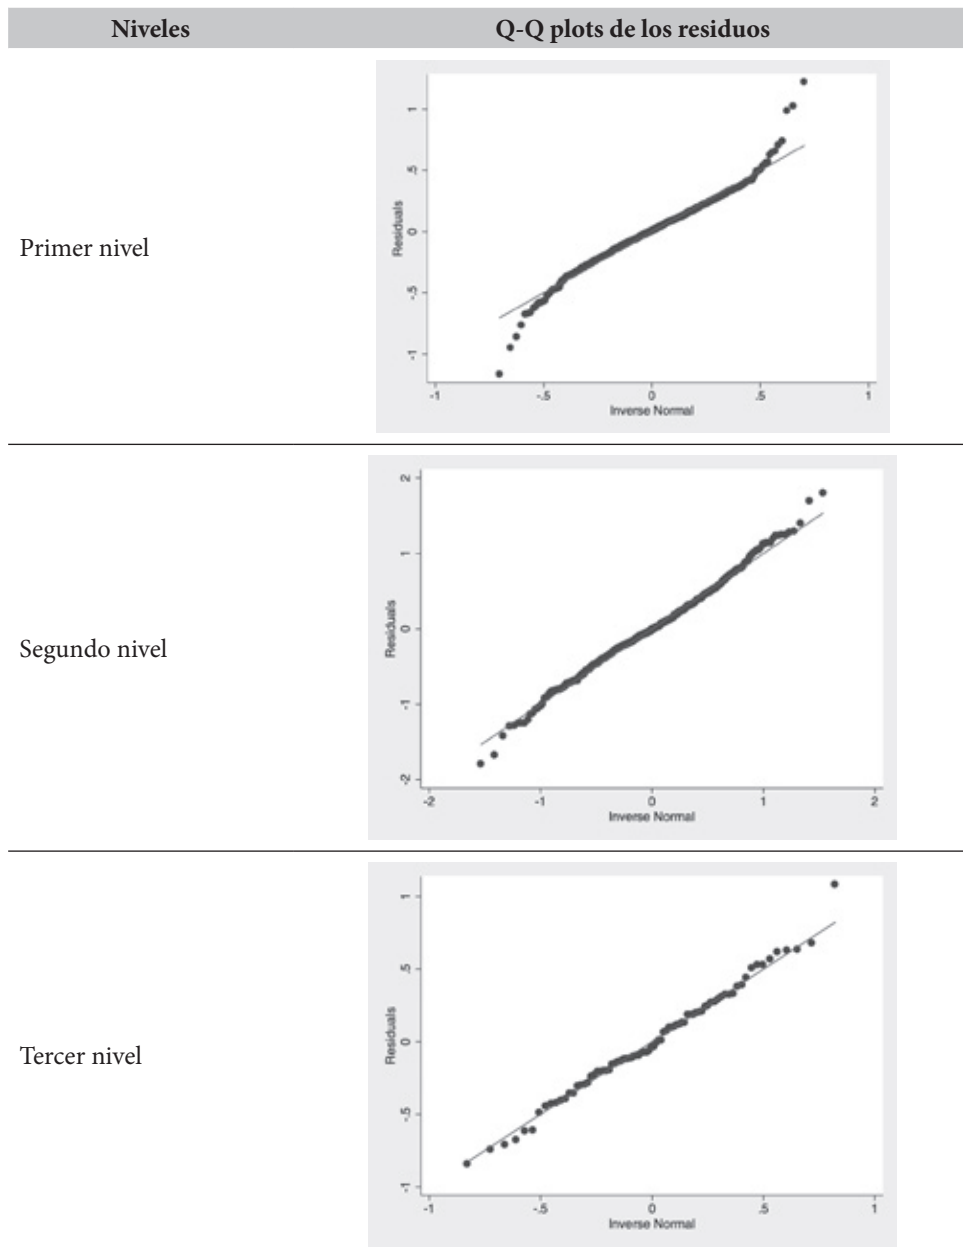 Niveles Q-Q plots de los residuos
Primer nivel
Residuals
1
.5
0
-.5
-1
-1 -.5 0 .5 1
Inverse Normal
Segundo nivel
Residuals
2
1
0
-1
-2
-2 -1 0 1 2
Inverse Normal
Tercer nivel
Residuals
1
.5
0
-.5
-1
-1 -.5 0 .5 1
Inverse Normal